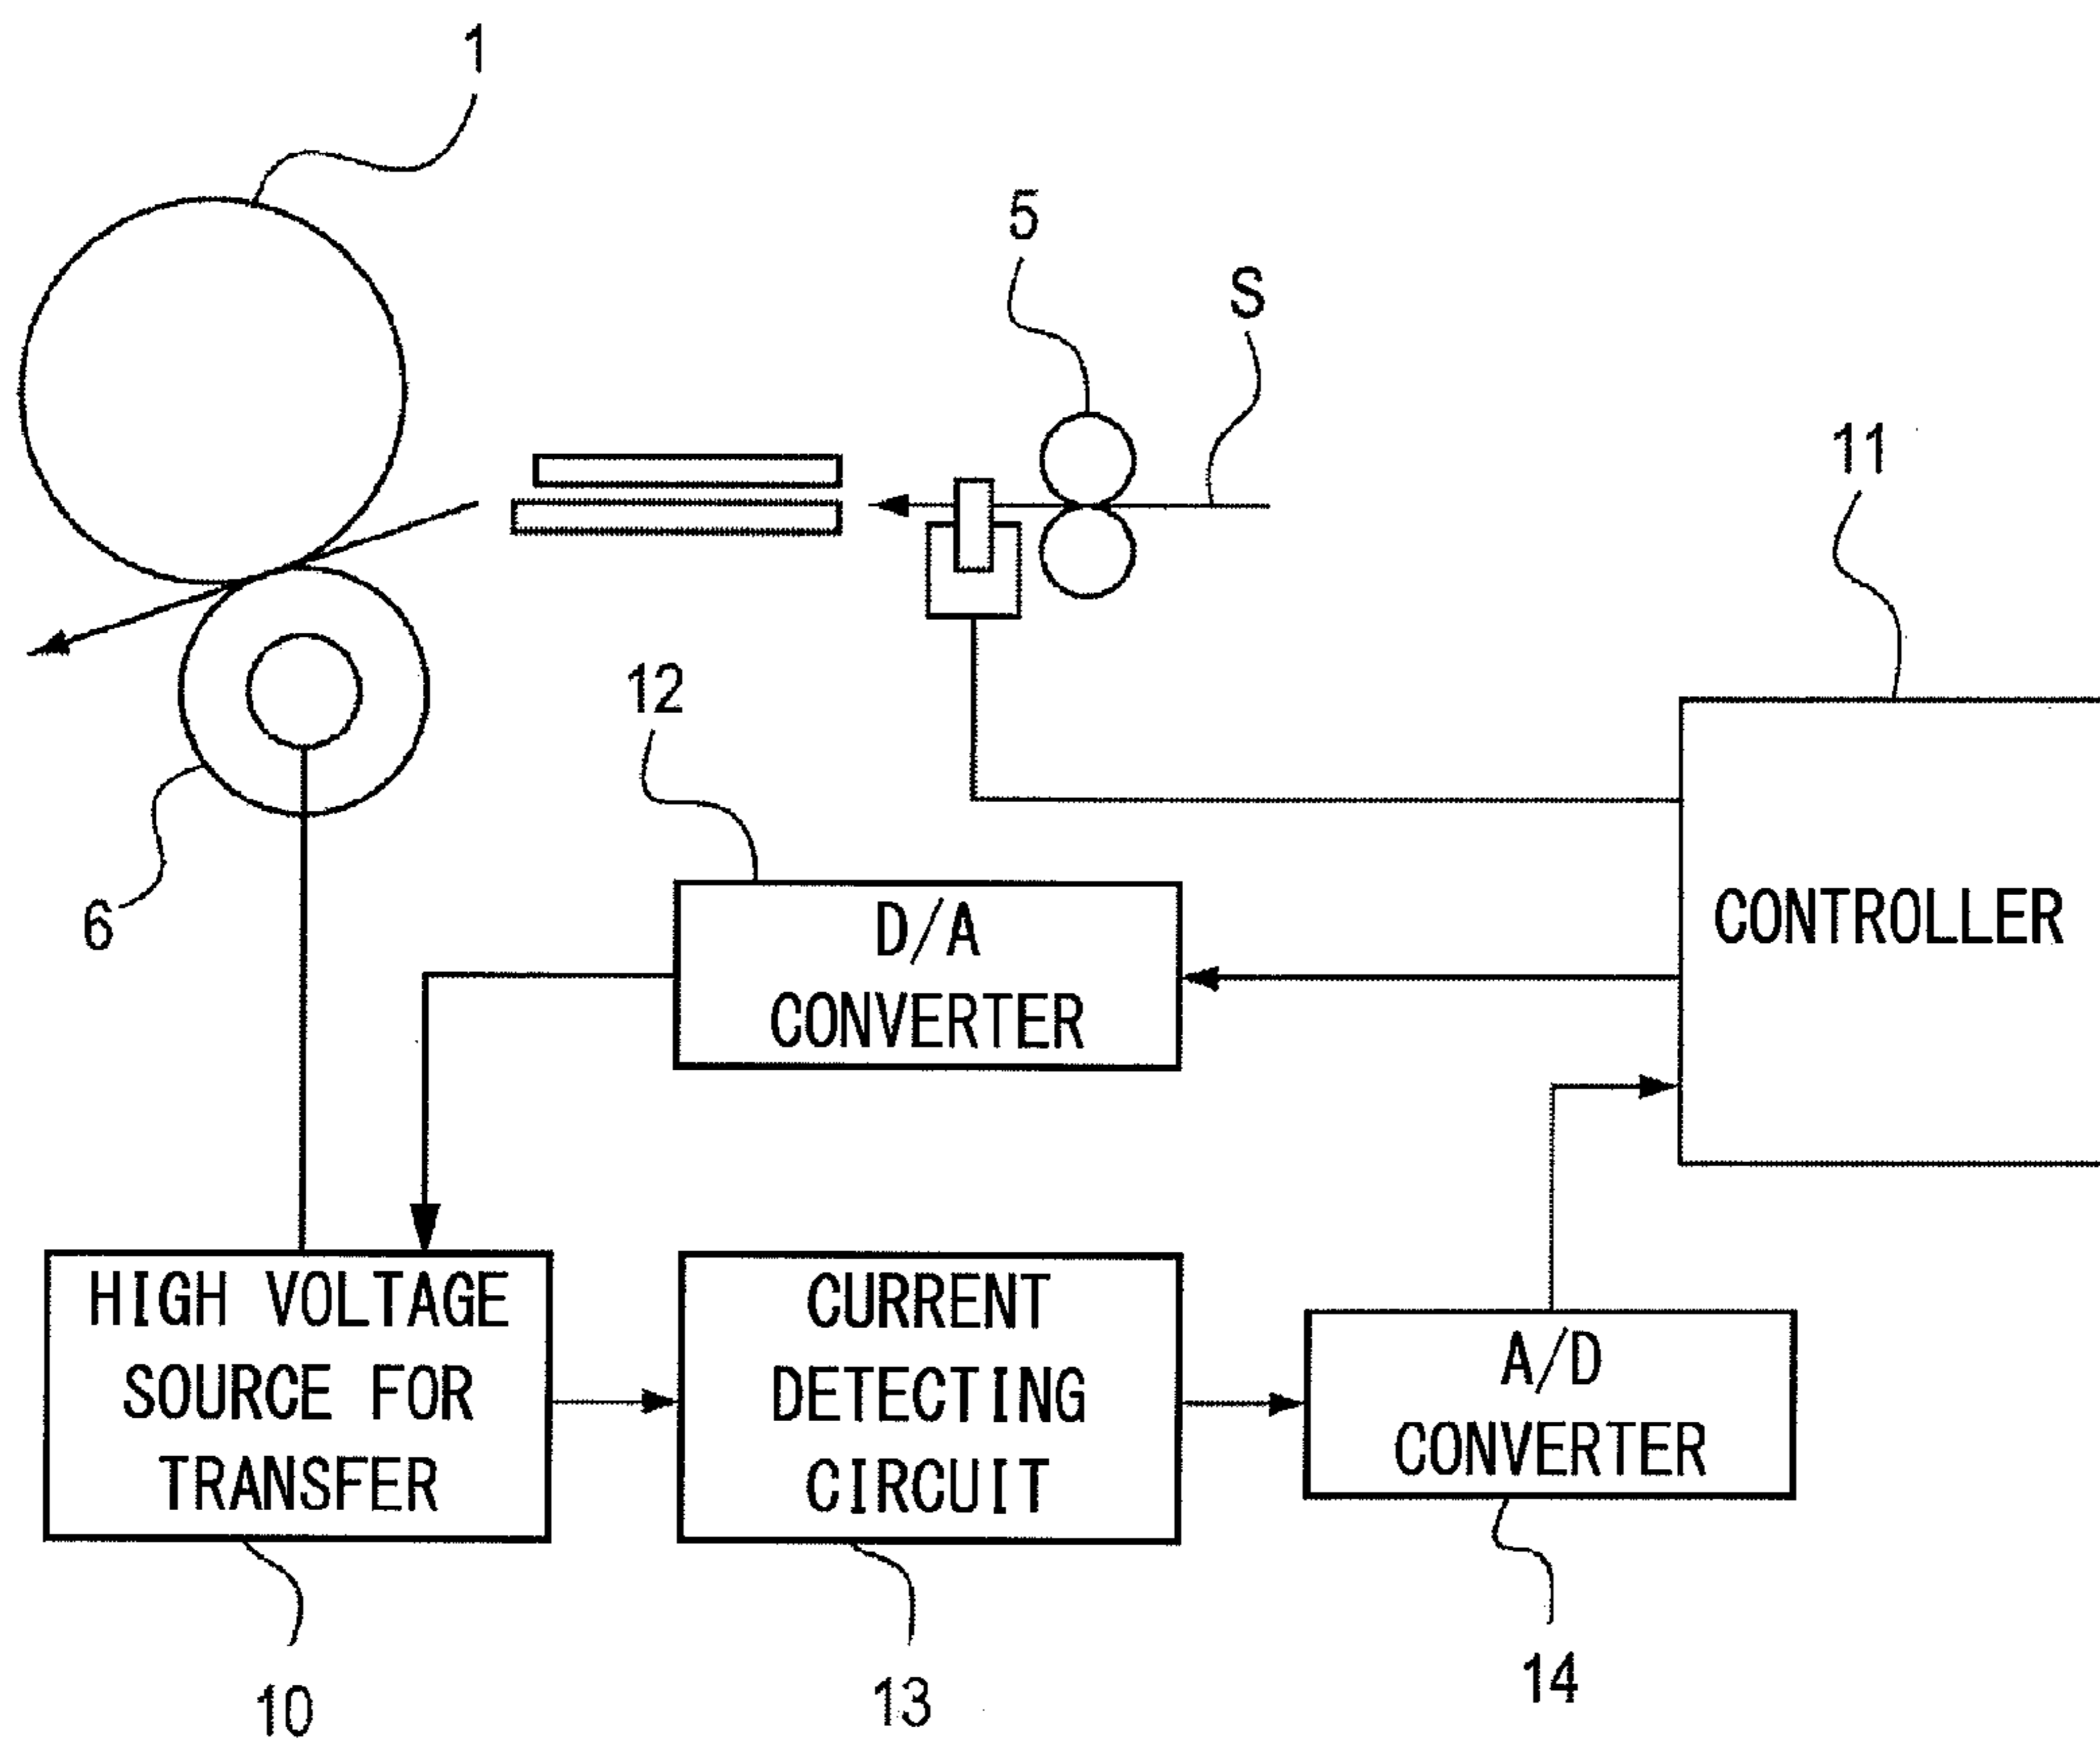 1
5
S
11
12
6
D/A
CONVERTER
CONTROLLER
HIGH VOLTAGE
SOURCE FOR
TRANSFER
CURRENT
DETECTING
CIRCUIT
A/D
CONVERTER
10
13
14